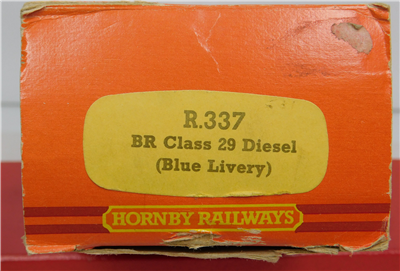 R.337
BR Class 29 Diesel
(Blue Livery)
HORNBY RAILWAYS